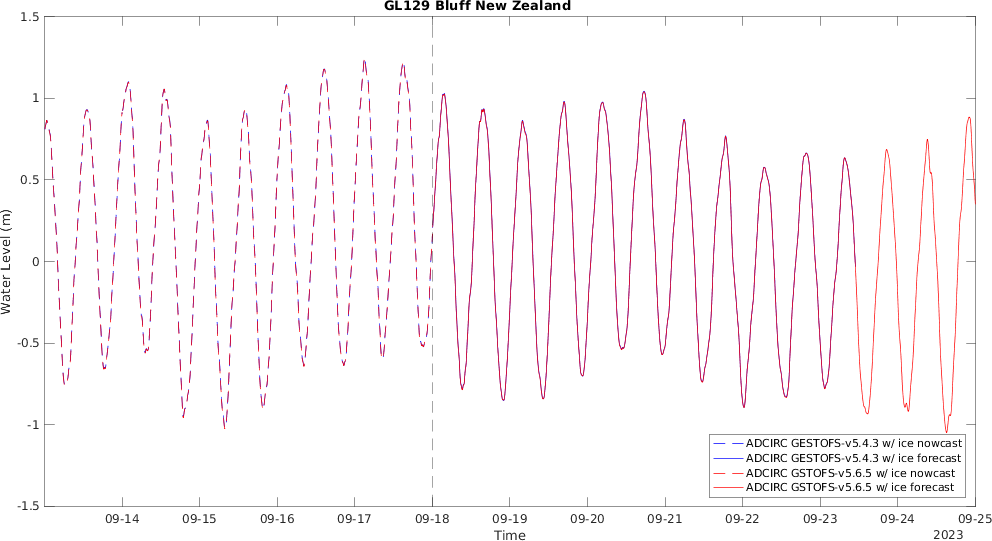 GL129 Bluff New Zealand
1.5
1
0.5
0
-0.5
-1
-1.5
Water Level (m)
09-14 09-15 09-16 09-17 09-18 09-19 09-20 09-21 09-22 09-23 09-24 09-25
Time
2023
ADCIRC GESTOFS-v5.4.3 w/ ice nowcast
ADCIRC GESTOFS-v5.4.3 w/ ice forecast
ADCIRC GSTOFS-v5.6.5 w/ ice nowcast
ADCIRC GSTOFS-v5.6.5 w/ ice forecast